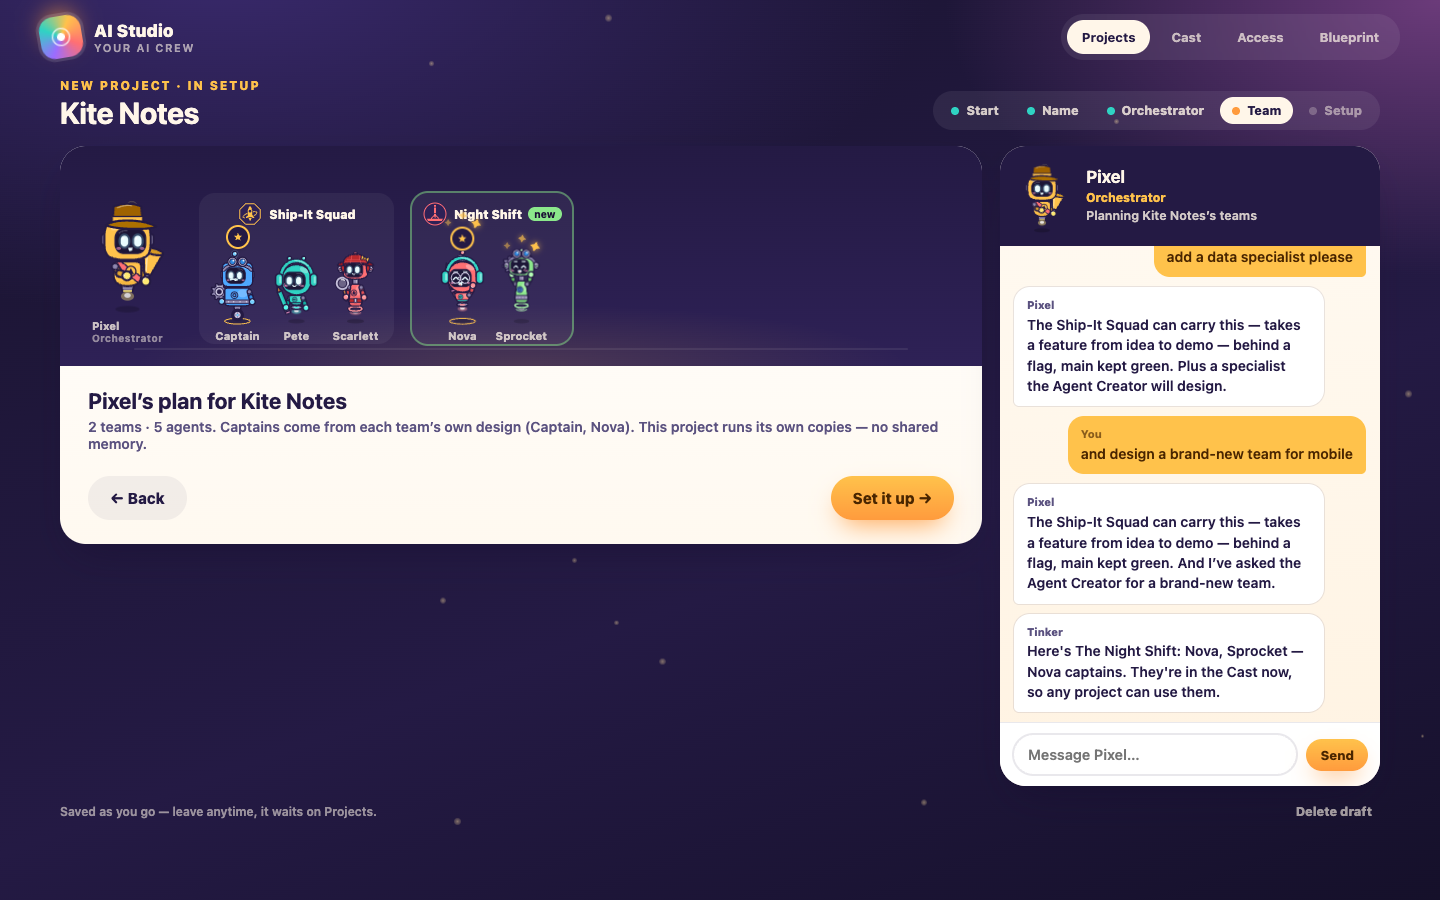 AI Studio
YOUR AI CREW
Projects
Cast
Access
Blueprint
NEW PROJECT · IN SETUP
Kite Notes
Start
Name
Orchestrator
Team
Setup
Pixel
Orchestrator
Ship-It Squad
Captain
Pete
Scarlett
Night Shift
new
Nova
Sprocket
Pixel’s plan for Kite Notes
2 teams · 5 agents. Captains come from each team’s own design (Captain, Nova). This project runs its own copies — no shared
memory.
← Back
Set it up →
Pixel
Orchestrator
Planning Kite Notes’s teams
add a data specialist please
Pixel
The Ship-It Squad can carry this — takes
a feature from idea to demo — behind a
flag, main kept green. Plus a specialist
the Agent Creator will design.
You
and design a brand-new team for mobile
Pixel
The Ship-It Squad can carry this — takes
a feature from idea to demo — behind a
flag, main kept green. And I’ve asked the
Agent Creator for a brand-new team.
Tinker
Here's The Night Shift: Nova, Sprocket —
Nova captains. They're in the Cast now,
so any project can use them.
Message Pixel...
Send
Saved as you go — leave anytime, it waits on Projects.
Delete draft